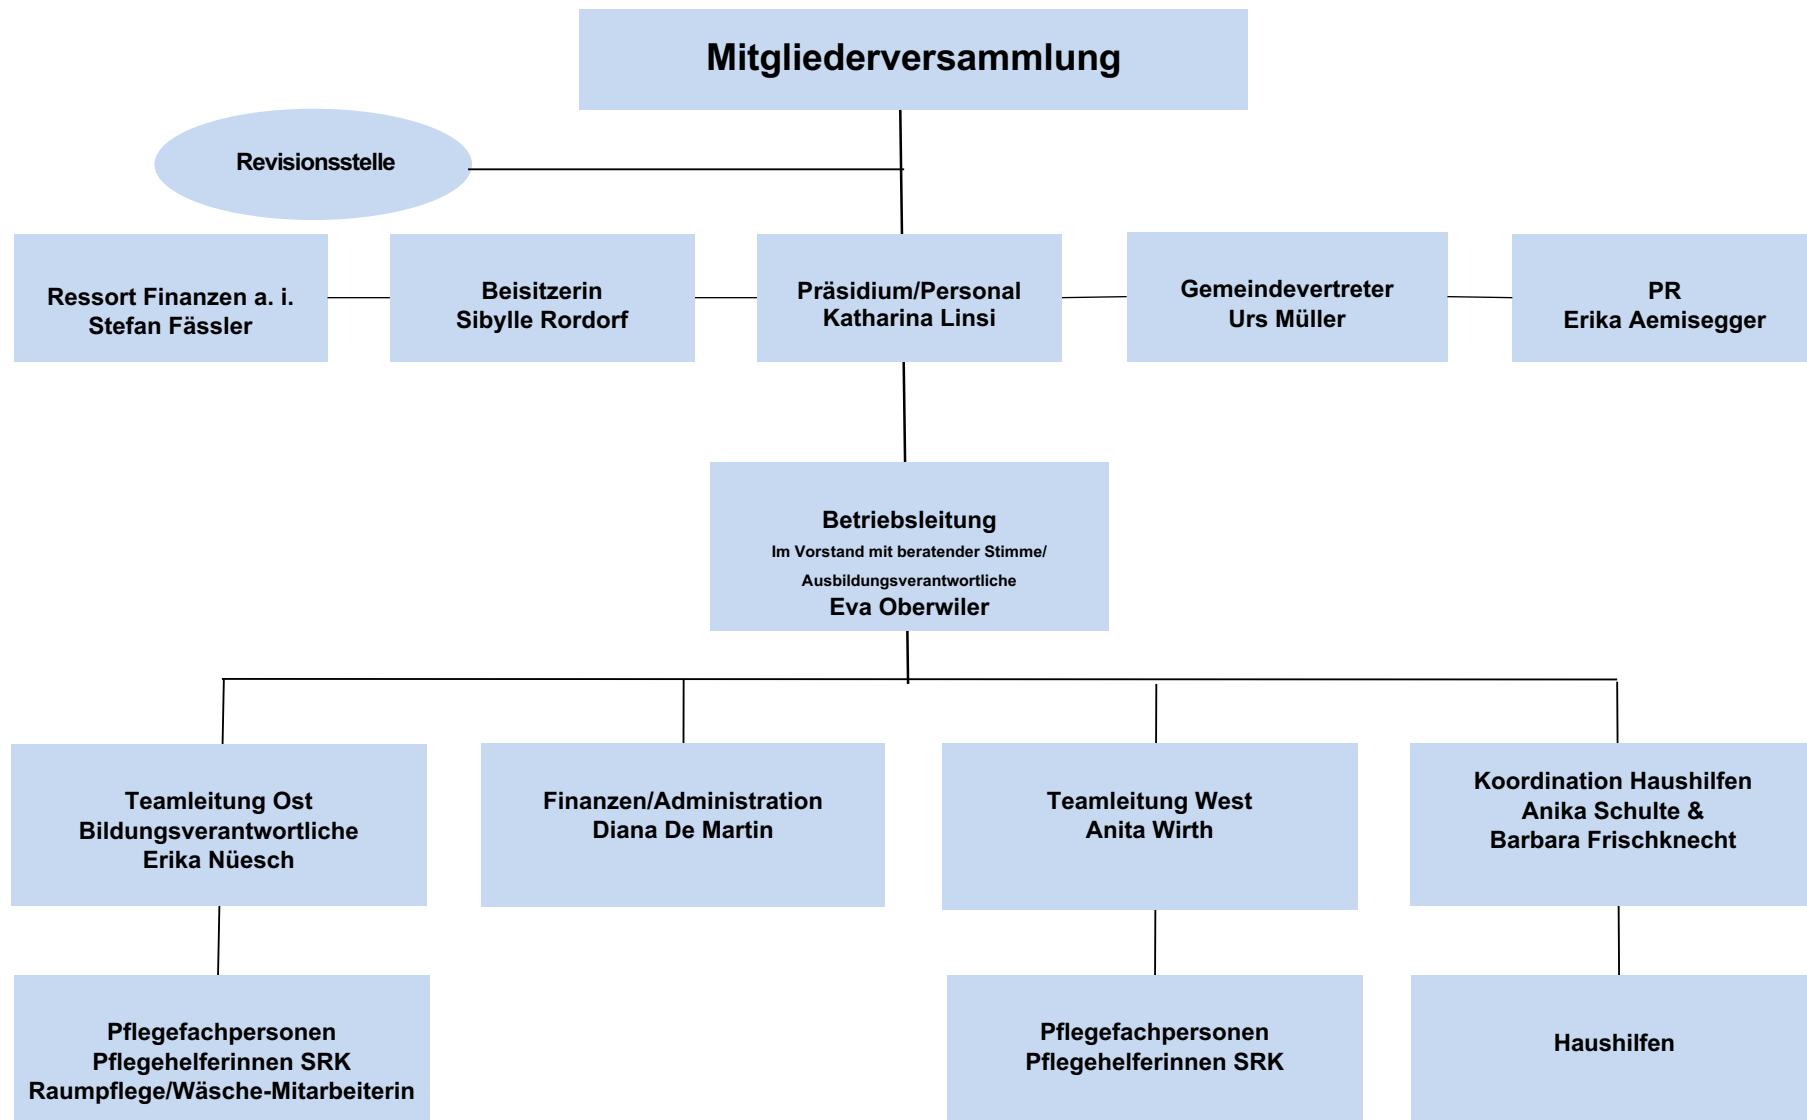 Mitgliederversammlung
Revisionsstelle
Ressort Finanzen a. i.
Stefan Fässler
Beisitzerin
Sibylle Rordorf
Präsidium/Personal
Katharina Linsi
Gemeindevertreter
Urs Müller
PR
Erika Aemisegger
Betriebsleitung
Im Vorstand mit beratender Stimme/
Ausbildungsverantwortliche
Eva Oberwiler
Teamleitung Ost
Bildungsverantwortliche
Erika Nüesch
Finanzen/Administration
Diana De Martin
Teamleitung West
Anita Wirth
Koordination Haushilfen
Anika Schulte &
Barbara Frischknecht
Pflegefachpersonen
Pflegehelferinnen SRK
Raumpflege/Wäsche-Mitarbeiterin
Pflegefachpersonen
Pflegehelferinnen SRK
Haushilfen